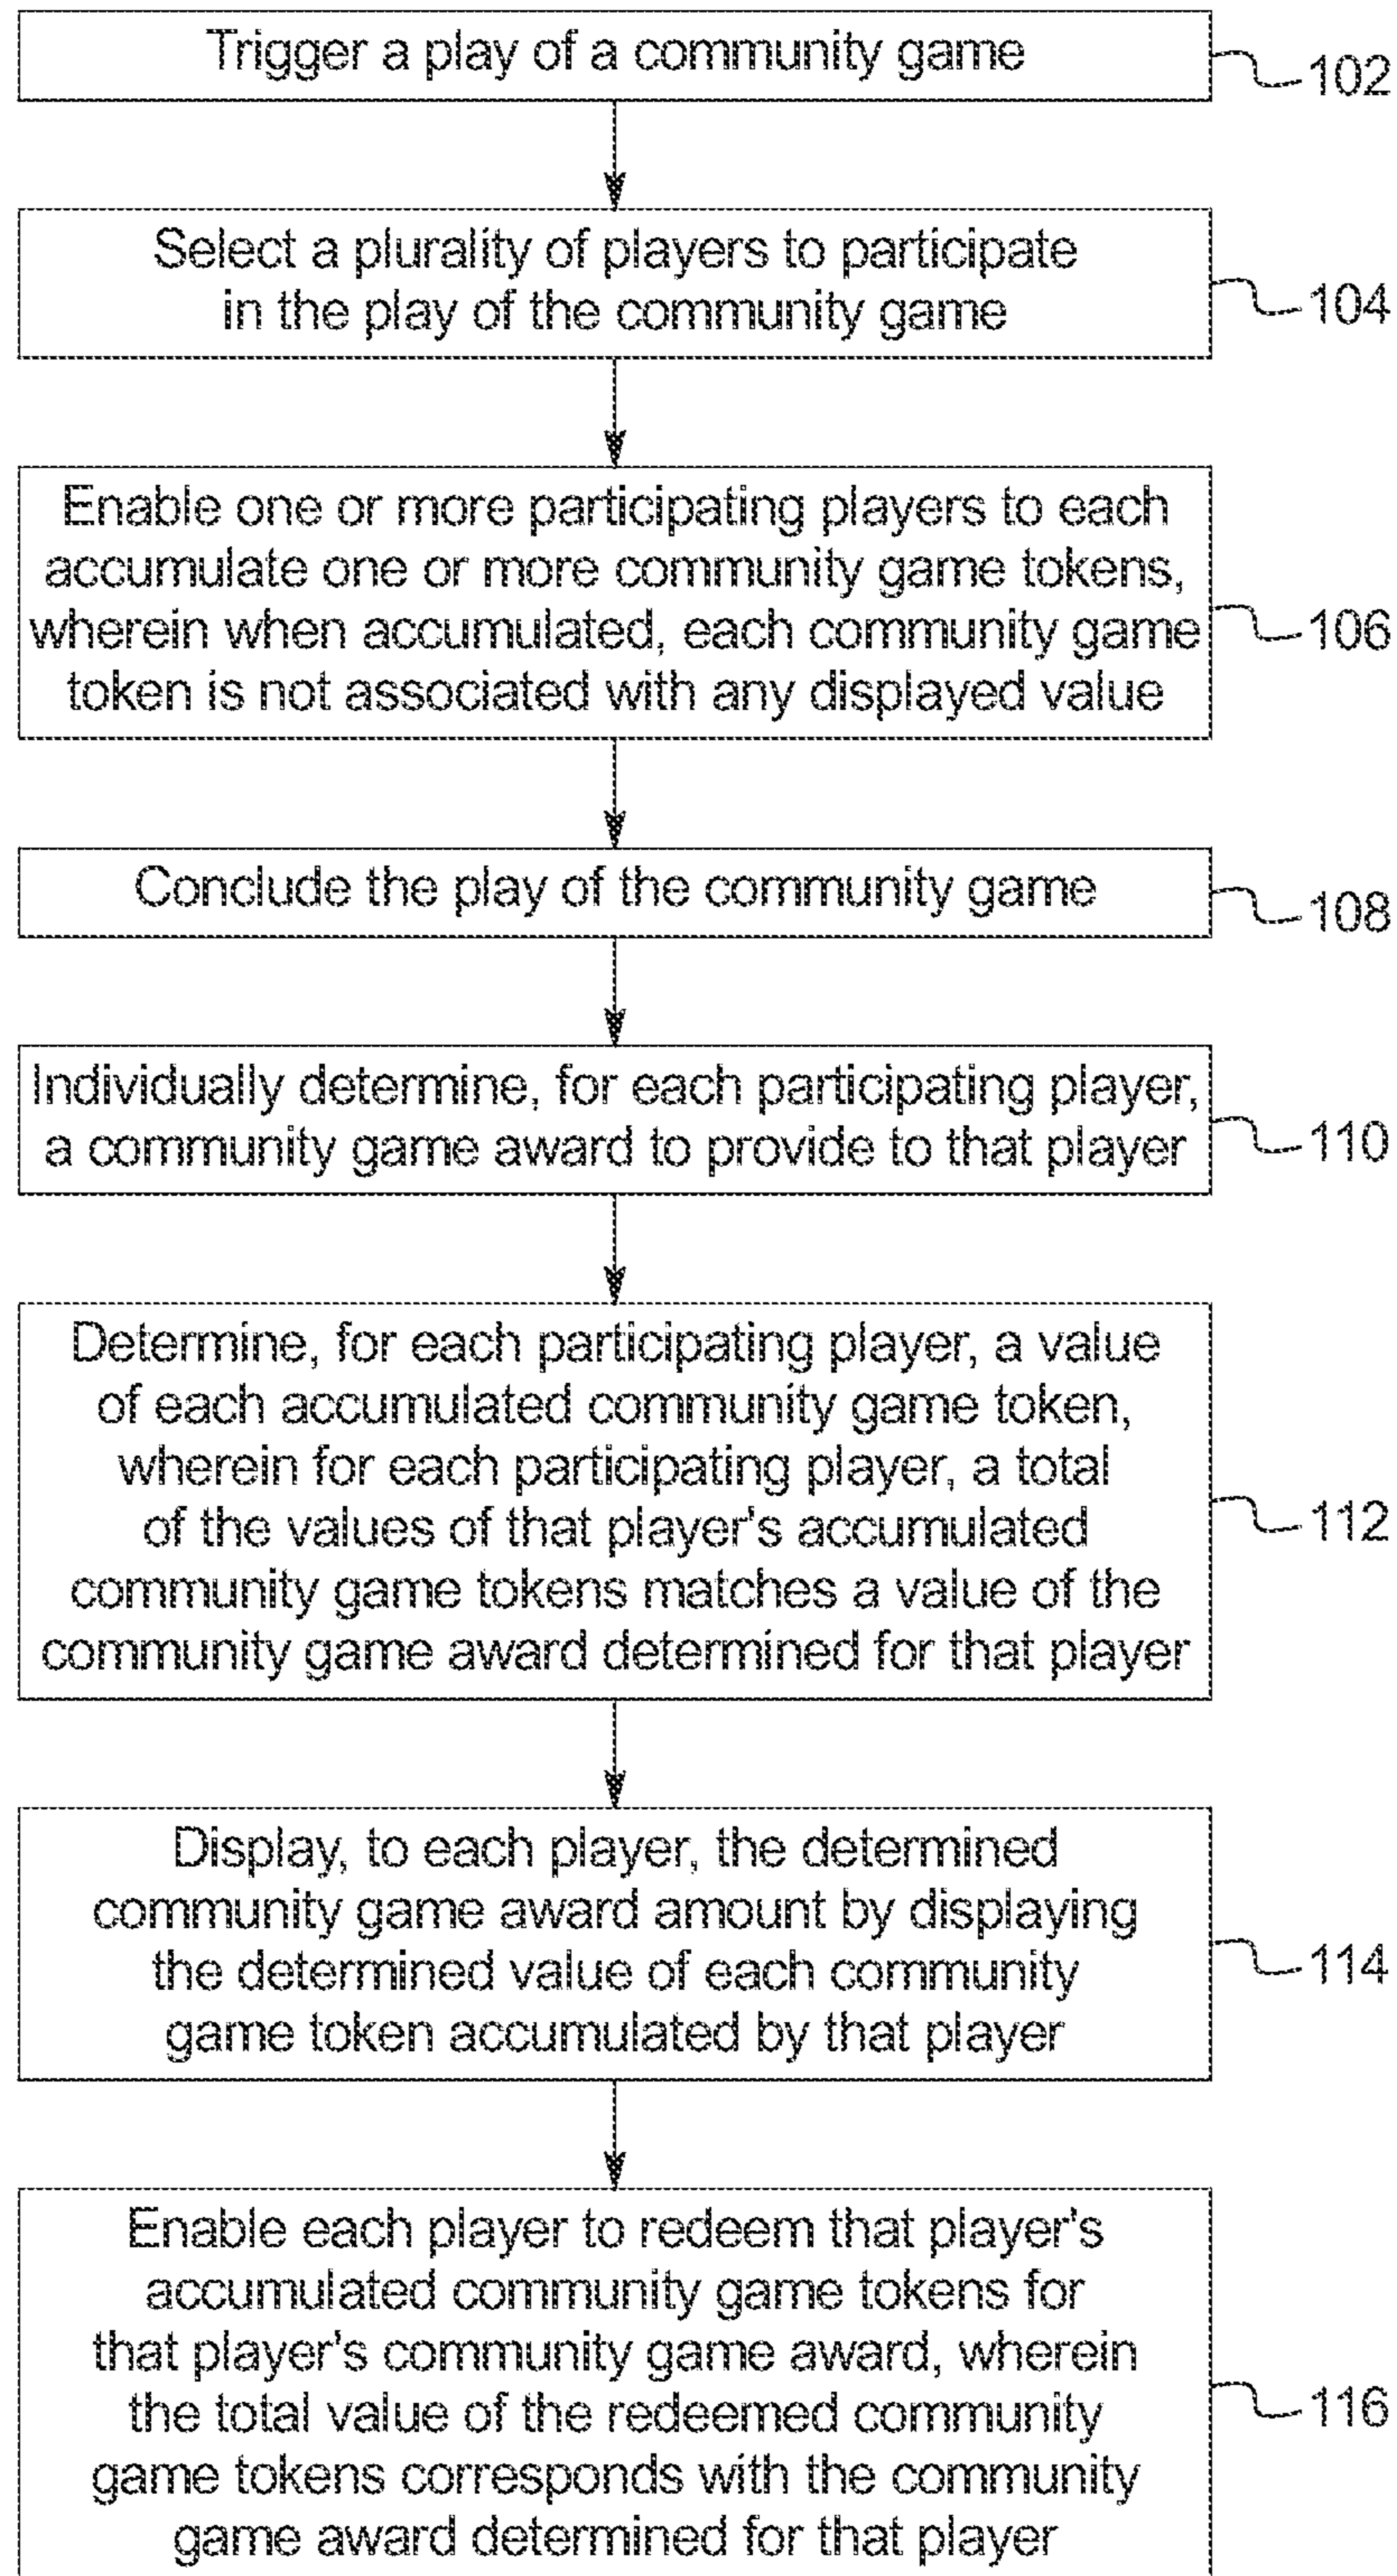 Trigger a play of a community game
102
Select a plurality of players to participate
in the play of the community game
104
Enable one or more participating players to each
accumulate one or more community game tokens,
wherein when accumulated, each community game
token is not associated with any displayed value
106
Conclude the play of the community game
108
Individually determine, for each participating player,
a community game award to provide to that player
110
Determine, for each participating player, a value
of each accumulated community game token,
wherein for each participating player, a total
of the values of that player's accumulated
community game tokens matches a value of the
community game award determined for that player
112
Display, to each player, the determined
community game award amount by displaying
the determined value of each community
game token accumulated by that player
114
Enable each player to redeem that player's
accumulated community game tokens for
that player's community game award, wherein
the total value of the redeemed community
game tokens corresponds with the community
game award determined for that player
116